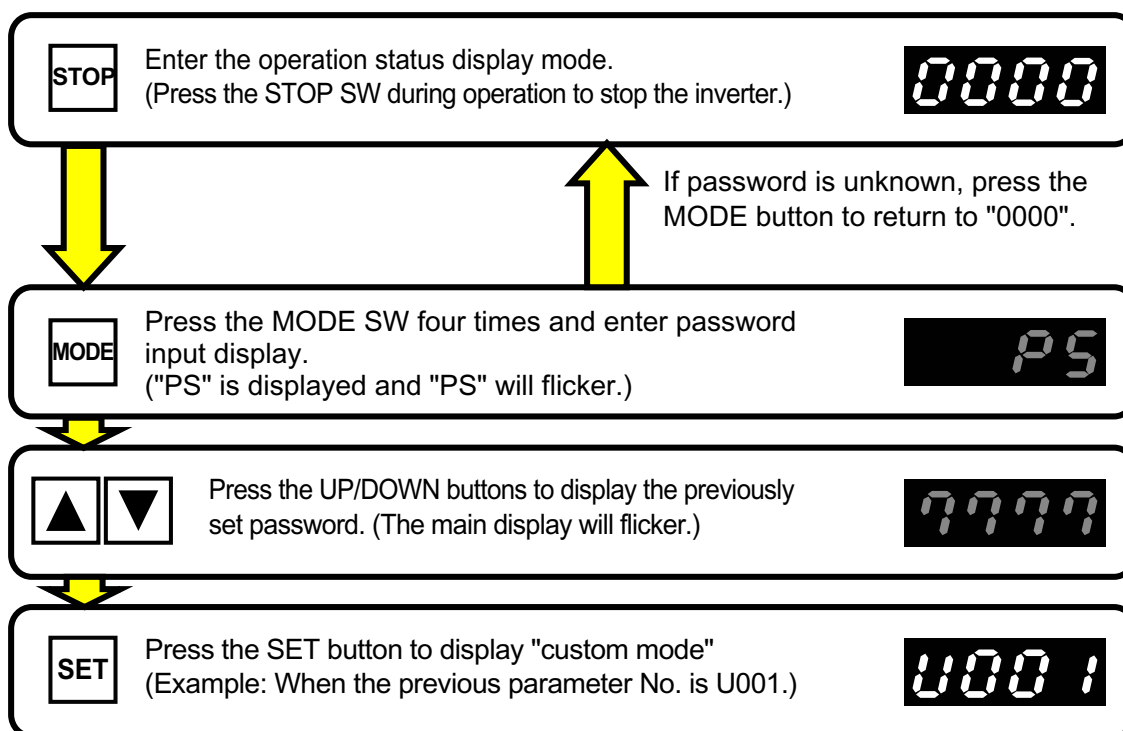 STOP
Enter the operation status display mode.
(Press the STOP SW during operation to stop the inverter.)
0000
If password is unknown, press the
MODE button to return to "0000".
MODE
Press the MODE SW four times and enter password
input display.
("PS" is displayed and "PS" will flicker.)
PS
Press the UP/DOWN buttons to display the previously
set password. (The main display will flicker.)
7777
SET
Press the SET button to display "custom mode"
(Example: When the previous parameter No. is U001.)
U001